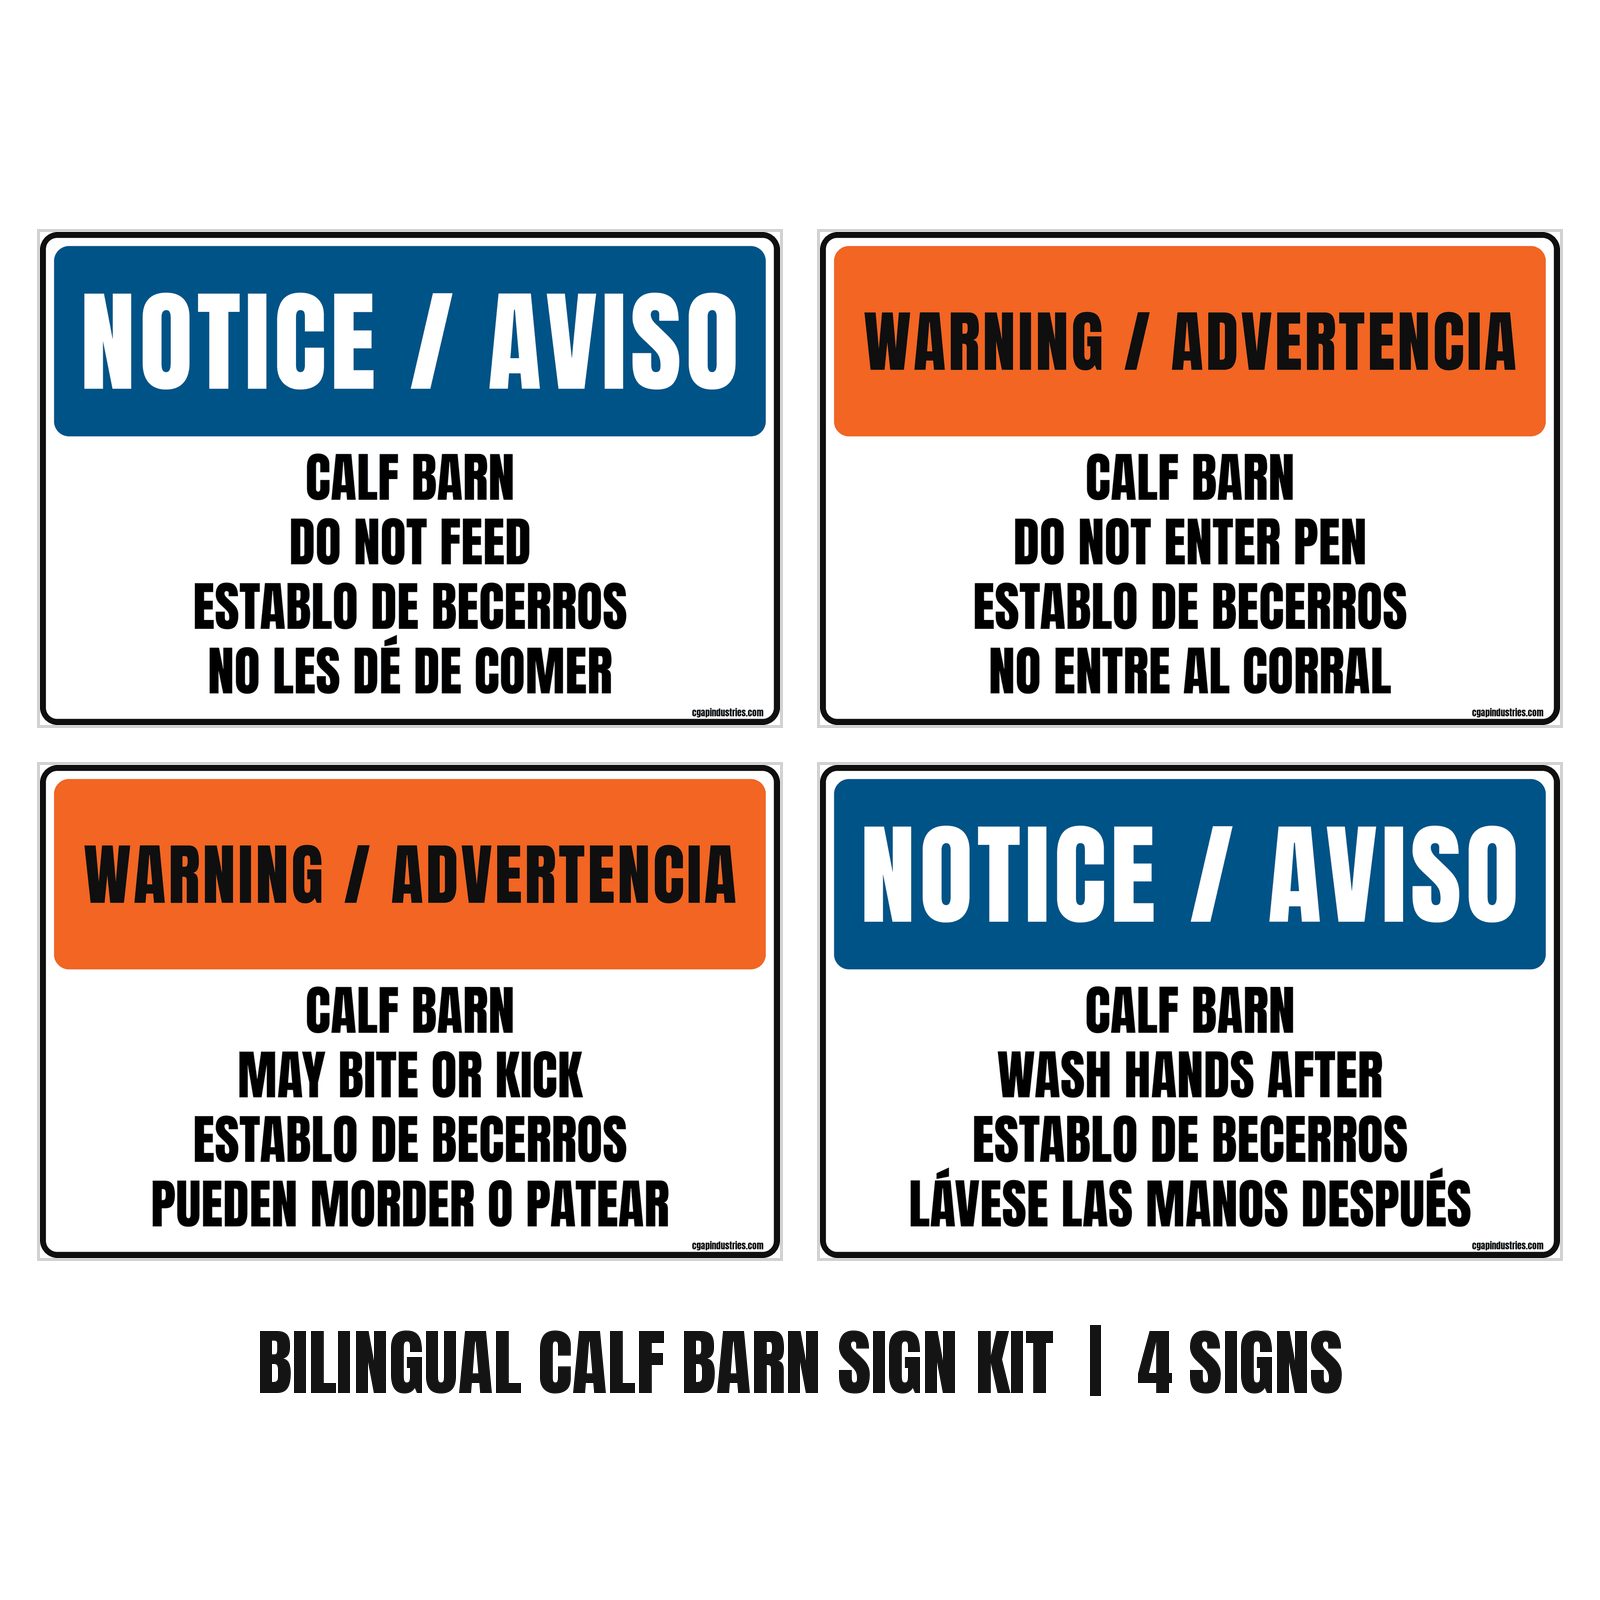 NOTICE / AVISO
CALF BARN
DO NOT FEED
ESTABLO DE BECERROS
NO LES DÉ DE COMER
cgapindustries.com
WARNING / ADVERTENCIA
CALF BARN
DO NOT ENTER PEN
ESTABLO DE BECERROS
NO ENTRE AL CORRAL
cgapindustries.com
WARNING / ADVERTENCIA
CALF BARN
MAY BITE OR KICK
ESTABLO DE BECERROS
PUEDEN MORDER O PATEAR
cgapindustries.com
NOTICE / AVISO
CALF BARN
WASH HANDS AFTER
ESTABLO DE BECERROS
LÁVESE LAS MANOS DESPUÉS
cgapindustries.com
BILINGUAL CALF BARN SIGN KIT | 4 SIGNS